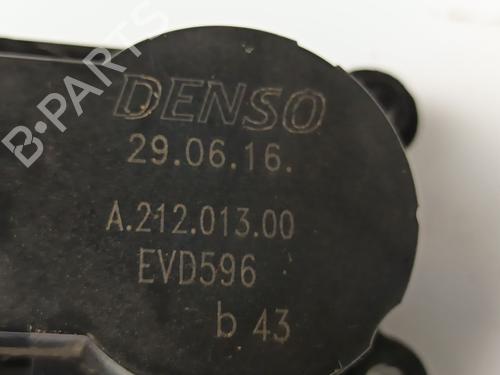 B-PARTS
DENSO
29.06.16.
A.212.013.00
EVD596
b 43